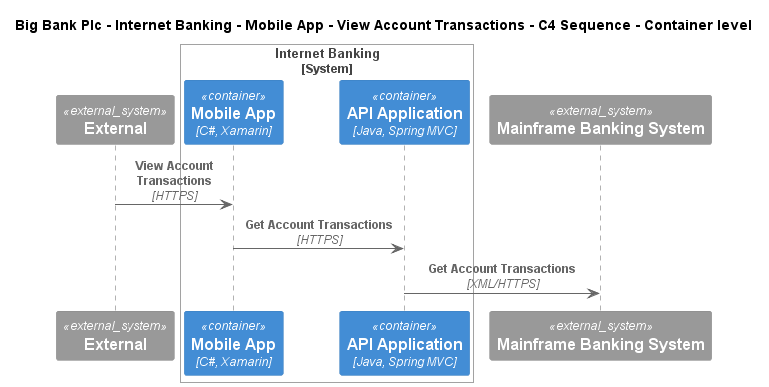 Big Bank Plc - Internet Banking - Mobile App - View Account Transactions - C4 Sequence - Container level
Internet Banking
[System]
«external_system»
External
«container»
Mobile App
[C#, Xamarin]
«container»
API Application
[Java, Spring MVC]
«external_system»
Mainframe Banking System
View Account
Transactions
[HTTPS]
Get Account Transactions
[HTTPS]
Get Account Transactions
[XML/HTTPS]
«external_system»
External
«container»
Mobile App
[C#, Xamarin]
«container»
API Application
[Java, Spring MVC]
«external_system»
Mainframe Banking System